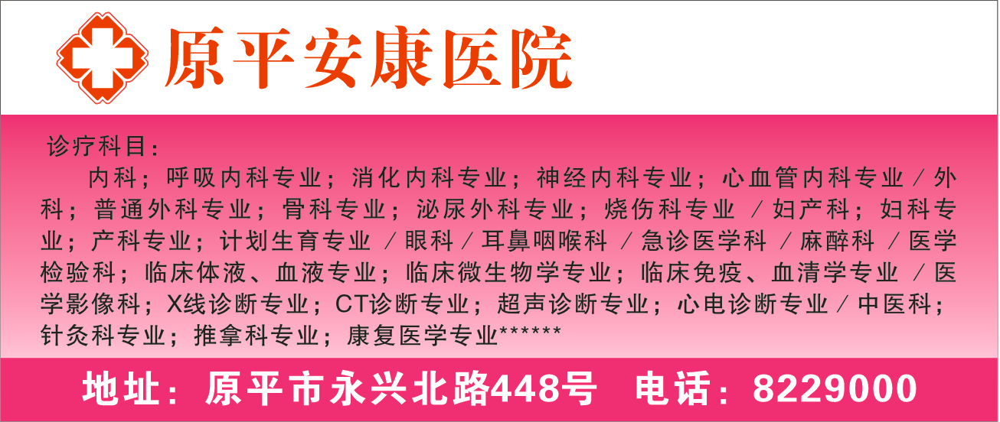 原平安康医院
诊疗科目：
内科；呼吸内科专业；消化内科专业；神经内科专业；心血管内科专业／外
科；普通外科专业；骨科专业；泌尿外科专业；烧伤科专业／妇产科；妇科专
业；产科专业；计划生育专业／眼科／耳鼻咽喉科／急诊医学科／麻醉科／医学
检验科；临床体液、血液专业；临床微生物学专业；临床免疫、血清学专业／医
学影像科；X线诊断专业；CT诊断专业；超声诊断专业；心电诊断专业／中医科；
针灸科专业；推拿科专业；康复医学专业******
地址：原平市永兴北路448号 电话：8229000